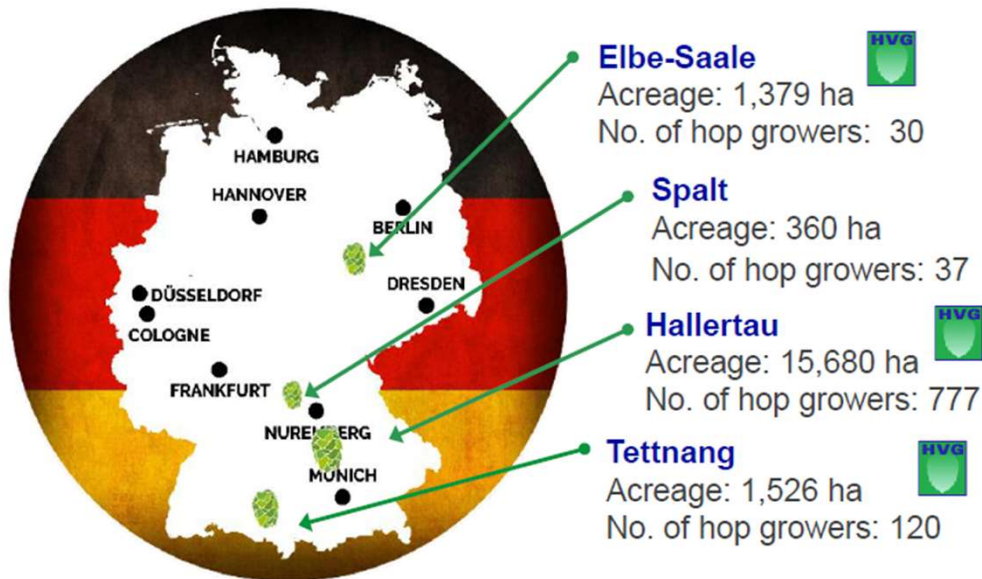 HAMBURG
HANNOVER
BERLIN
DÜSSELDORF
DRESDEN
COLOGNE
FRANKFURT
NUREMBERG
MUNICH
Elbe-Saale
HVG
Acreage: 1,379 ha
No. of hop growers: 30
Spalt
Acreage: 360 ha
No. of hop growers: 37
Hallertau
HVG
Acreage: 15,680 ha
No. of hop growers: 777
Tettnang
HVG
Acreage: 1,526 ha
No. of hop growers: 120